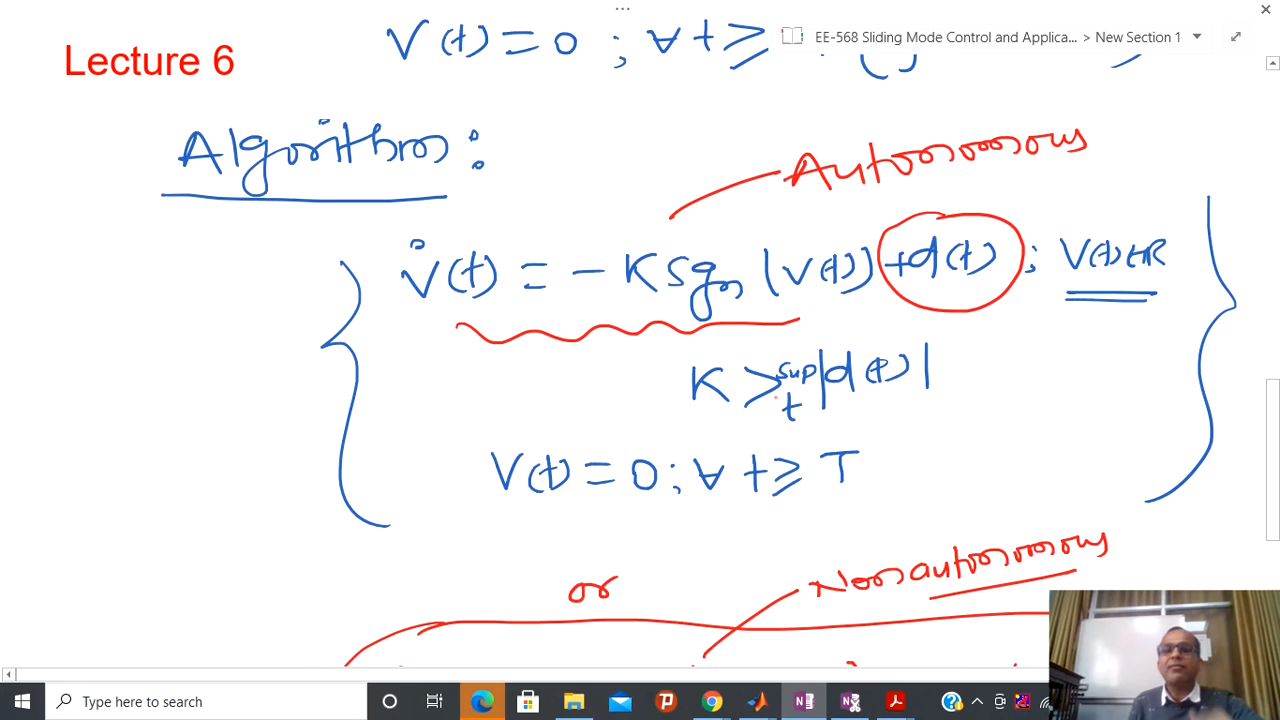 V(t) = 0 ; ∀ t ≥
EE-568 Sliding Mode Control and Applica... > New Section 1
Lecture 6
Algorithm:
Autonomous
V̇(t) = - K Sgn (V(t)) + d(t) ; V(t) ∈ R
K > sup |d(t)|
t
V(t) = 0 ; ∀ t ≥ T
or
Nonautonomous
Type here to search